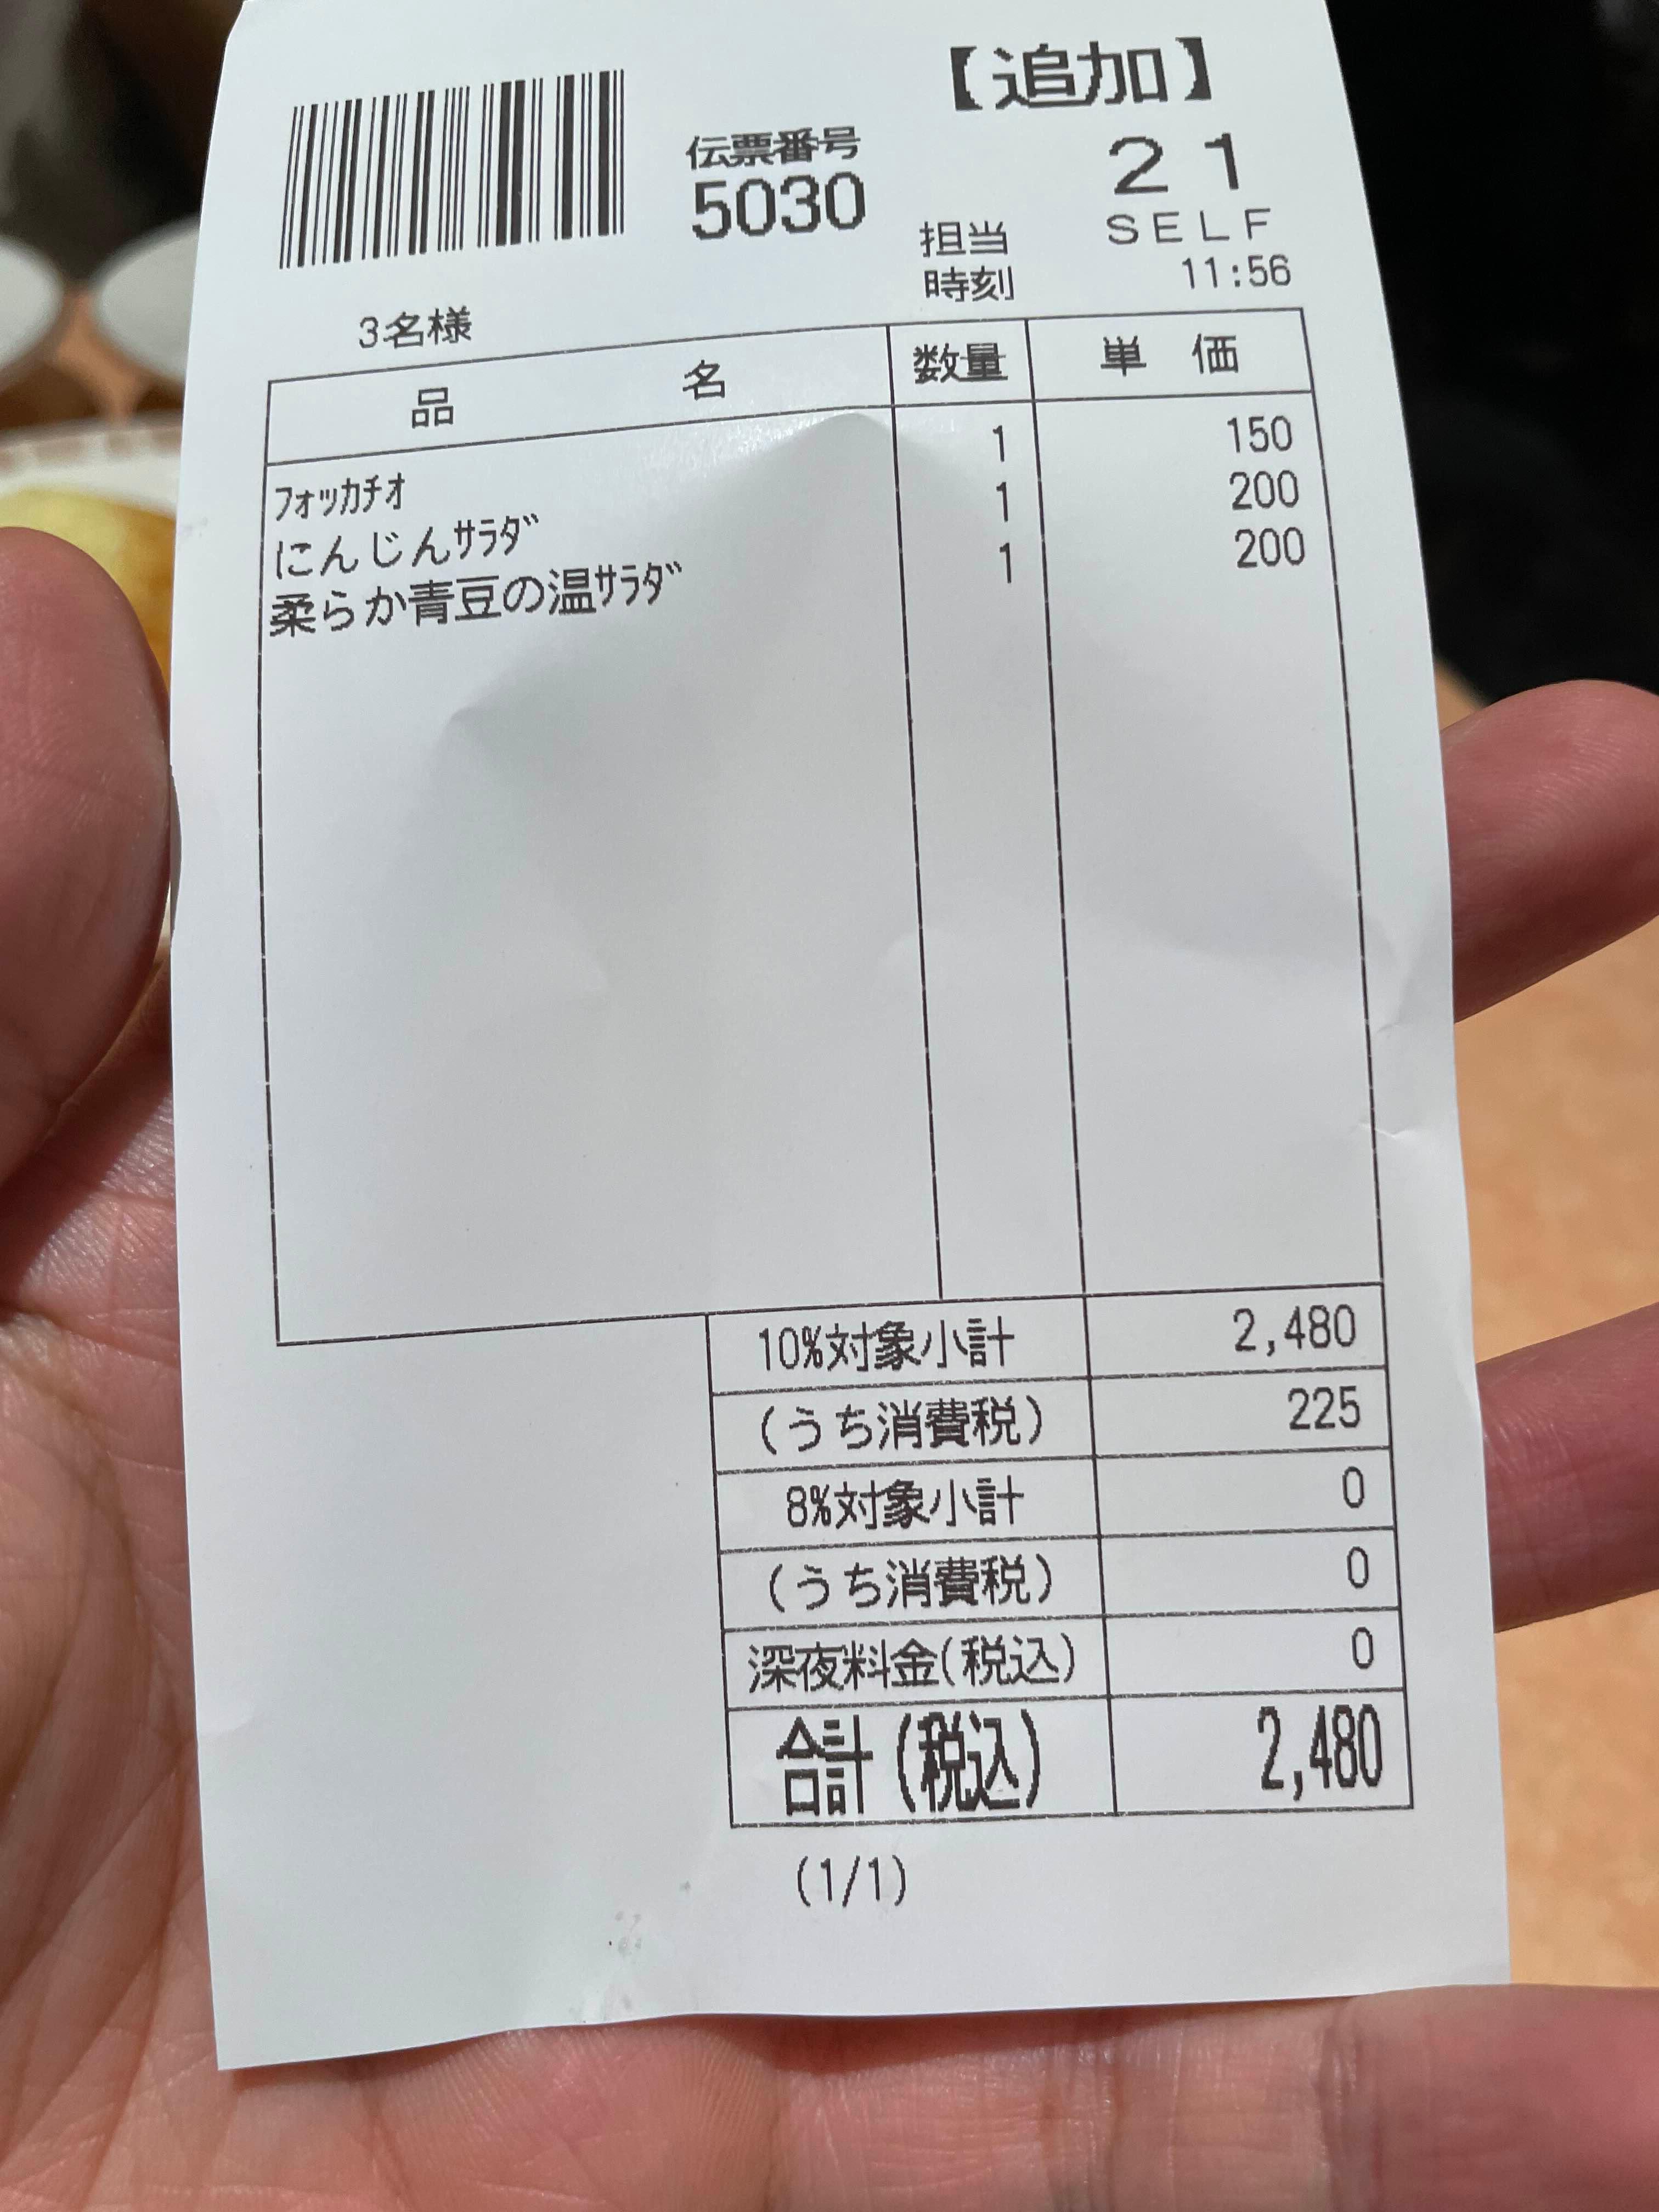 【追加】
伝票番号 21
5030
担当 SELF
時刻 11:56
3名様
品名 数量 単価
フォッカチオ 1 150
にんじんサラダ 1 200
柔らか青豆の温サラダ 1 200
10%対象小計 2,480
(うち消費税) 225
8%対象小計 0
(うち消費税) 0
深夜料金(税込) 0
合計(税込) 2,480
(1/1)